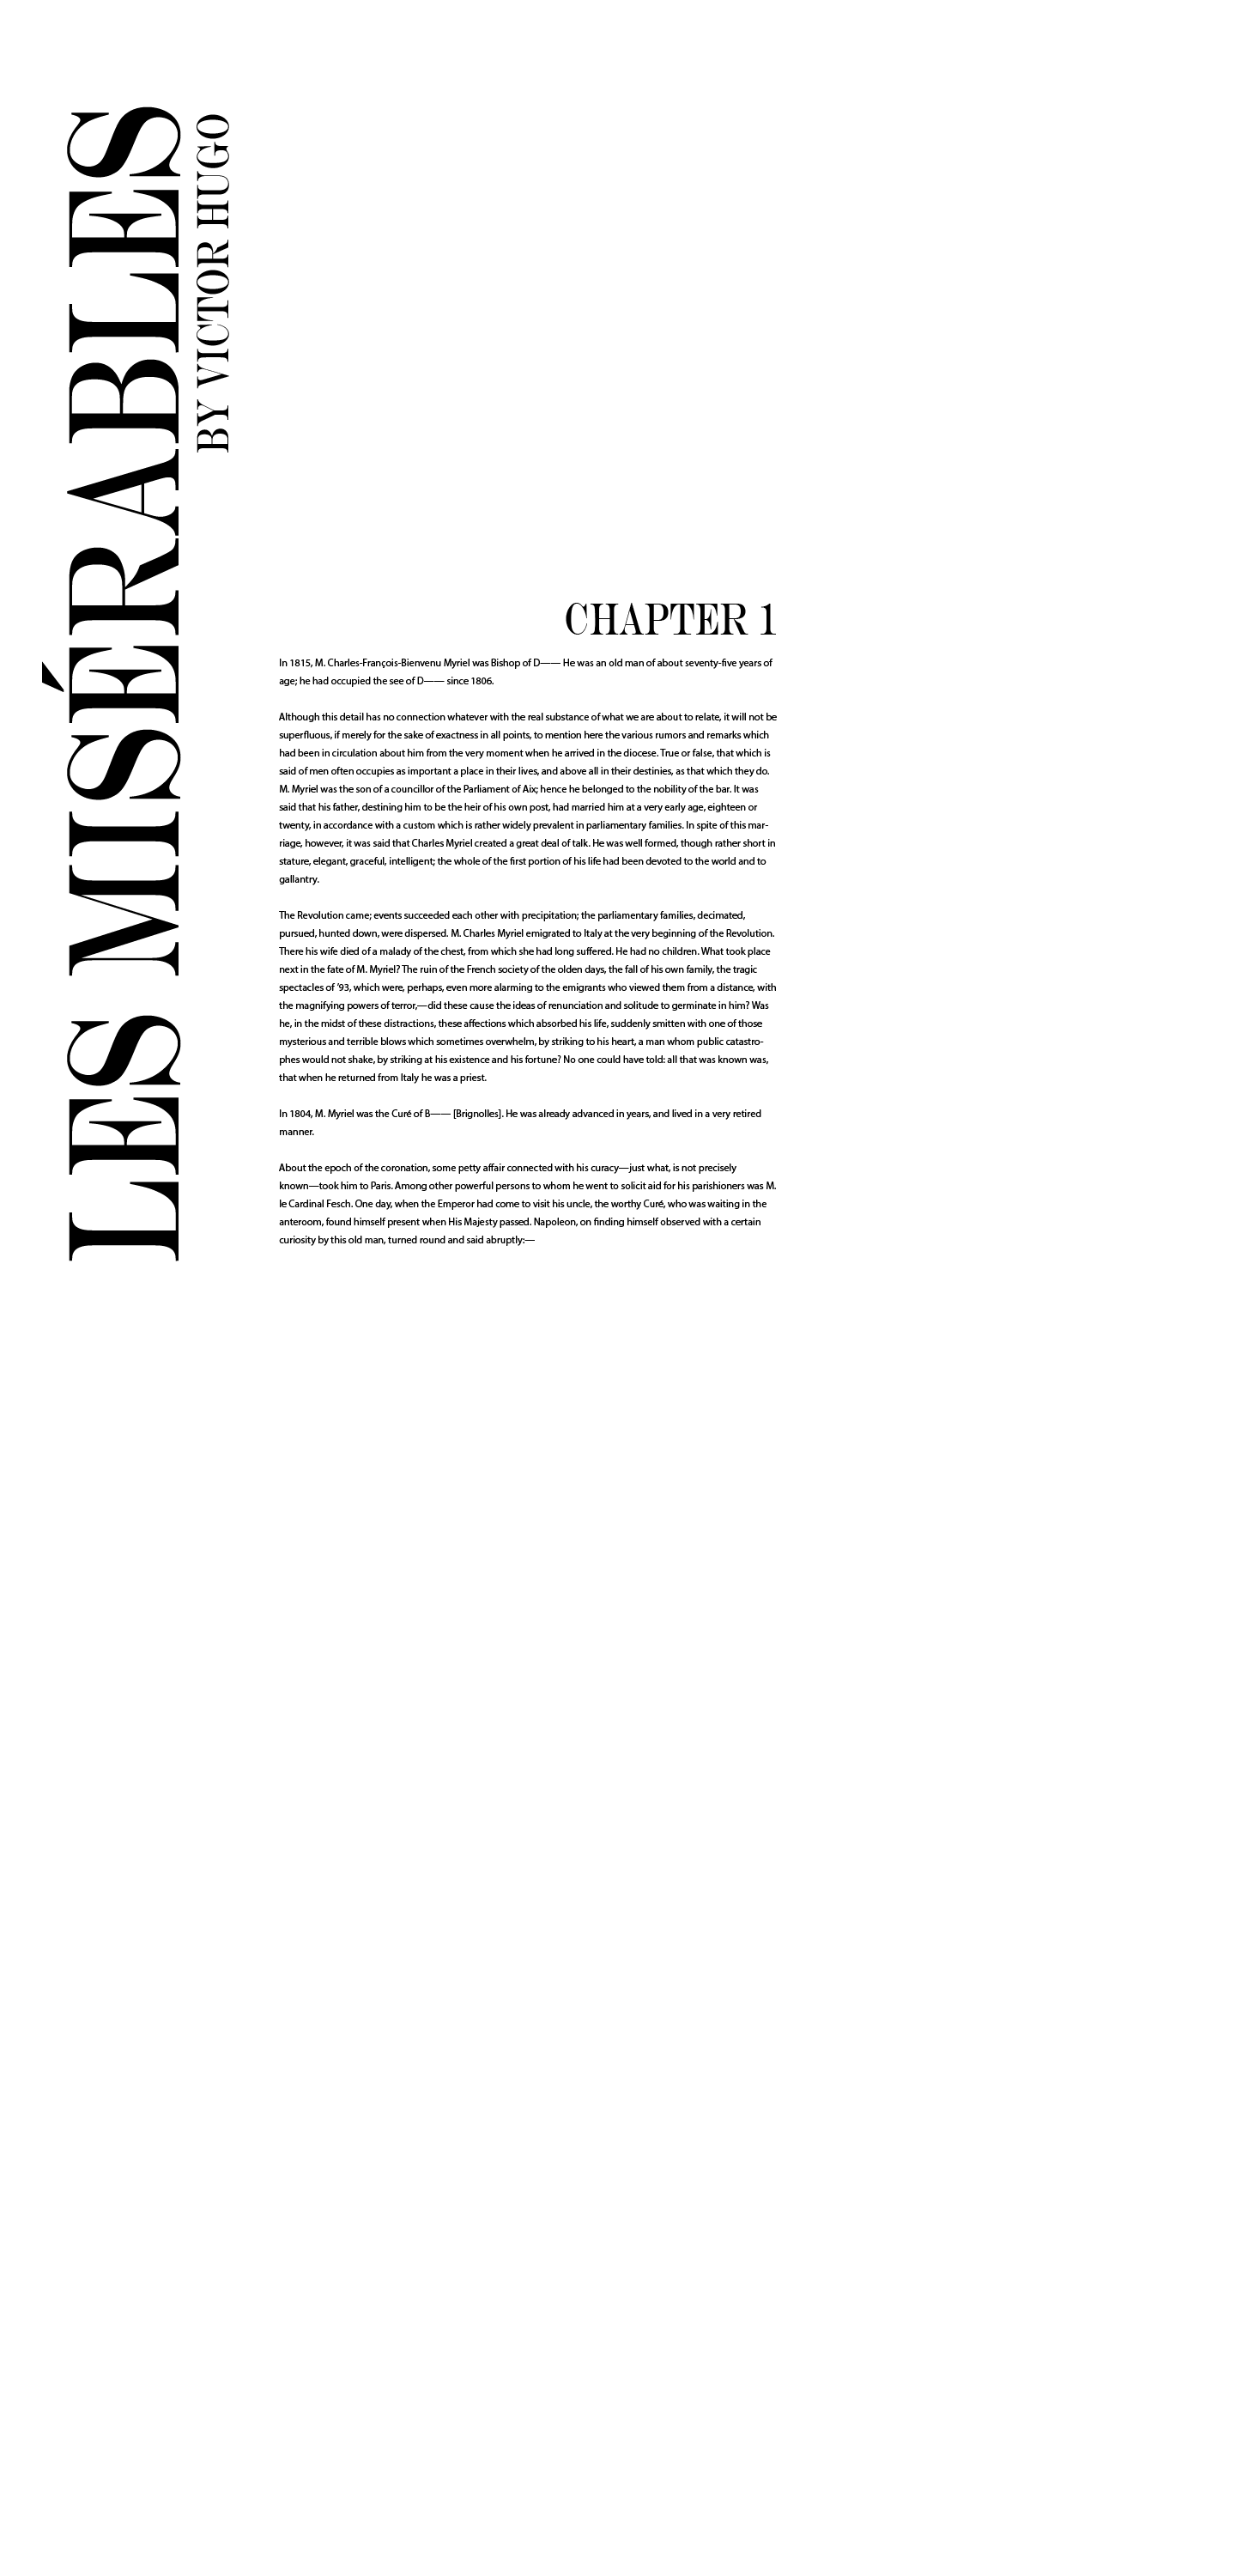 LES MISÉRABLES
BY VICTOR HUGO
CHAPTER 1
In 1815, M. Charles-François-Bienvenu Myriel was Bishop of D—— He was an old man of about seventy-five years of
age; he had occupied the see of D—— since 1806.
Although this detail has no connection whatever with the real substance of what we are about to relate, it will not be
superfluous, if merely for the sake of exactness in all points, to mention here the various rumors and remarks which
had been in circulation about him from the very moment when he arrived in the diocese. True or false, that which is
said of men often occupies as important a place in their lives, and above all in their destinies, as that which they do.
M. Myriel was the son of a councillor of the Parliament of Aix; hence he belonged to the nobility of the bar. It was
said that his father, destining him to be the heir of his own post, had married him at a very early age, eighteen or
twenty, in accordance with a custom which is rather widely prevalent in parliamentary families. In spite of this mar-
riage, however, it was said that Charles Myriel created a great deal of talk. He was well formed, though rather short in
stature, elegant, graceful, intelligent; the whole of the first portion of his life had been devoted to the world and to
gallantry.
The Revolution came; events succeeded each other with precipitation; the parliamentary families, decimated,
pursued, hunted down, were dispersed. M. Charles Myriel emigrated to Italy at the very beginning of the Revolution.
There his wife died of a malady of the chest, from which she had long suffered. He had no children. What took place
next in the fate of M. Myriel? The ruin of the French society of the olden days, the fall of his own family, the tragic
spectacles of ’93, which were, perhaps, even more alarming to the emigrants who viewed them from a distance, with
the magnifying powers of terror,—did these cause the ideas of renunciation and solitude to germinate in him? Was
he, in the midst of these distractions, these affections which absorbed his life, suddenly smitten with one of those
mysterious and terrible blows which sometimes overwhelm, by striking to his heart, a man whom public catastro-
phes would not shake, by striking at his existence and his fortune? No one could have told: all that was known was,
that when he returned from Italy he was a priest.
In 1804, M. Myriel was the Curé of B—— [Brignolles]. He was already advanced in years, and lived in a very retired
manner.
About the epoch of the coronation, some petty affair connected with his curacy—just what, is not precisely
known—took him to Paris. Among other powerful persons to whom he went to solicit aid for his parishioners was M.
le Cardinal Fesch. One day, when the Emperor had come to visit his uncle, the worthy Curé, who was waiting in the
anteroom, found himself present when His Majesty passed. Napoleon, on finding himself observed with a certain
curiosity by this old man, turned round and said abruptly:—